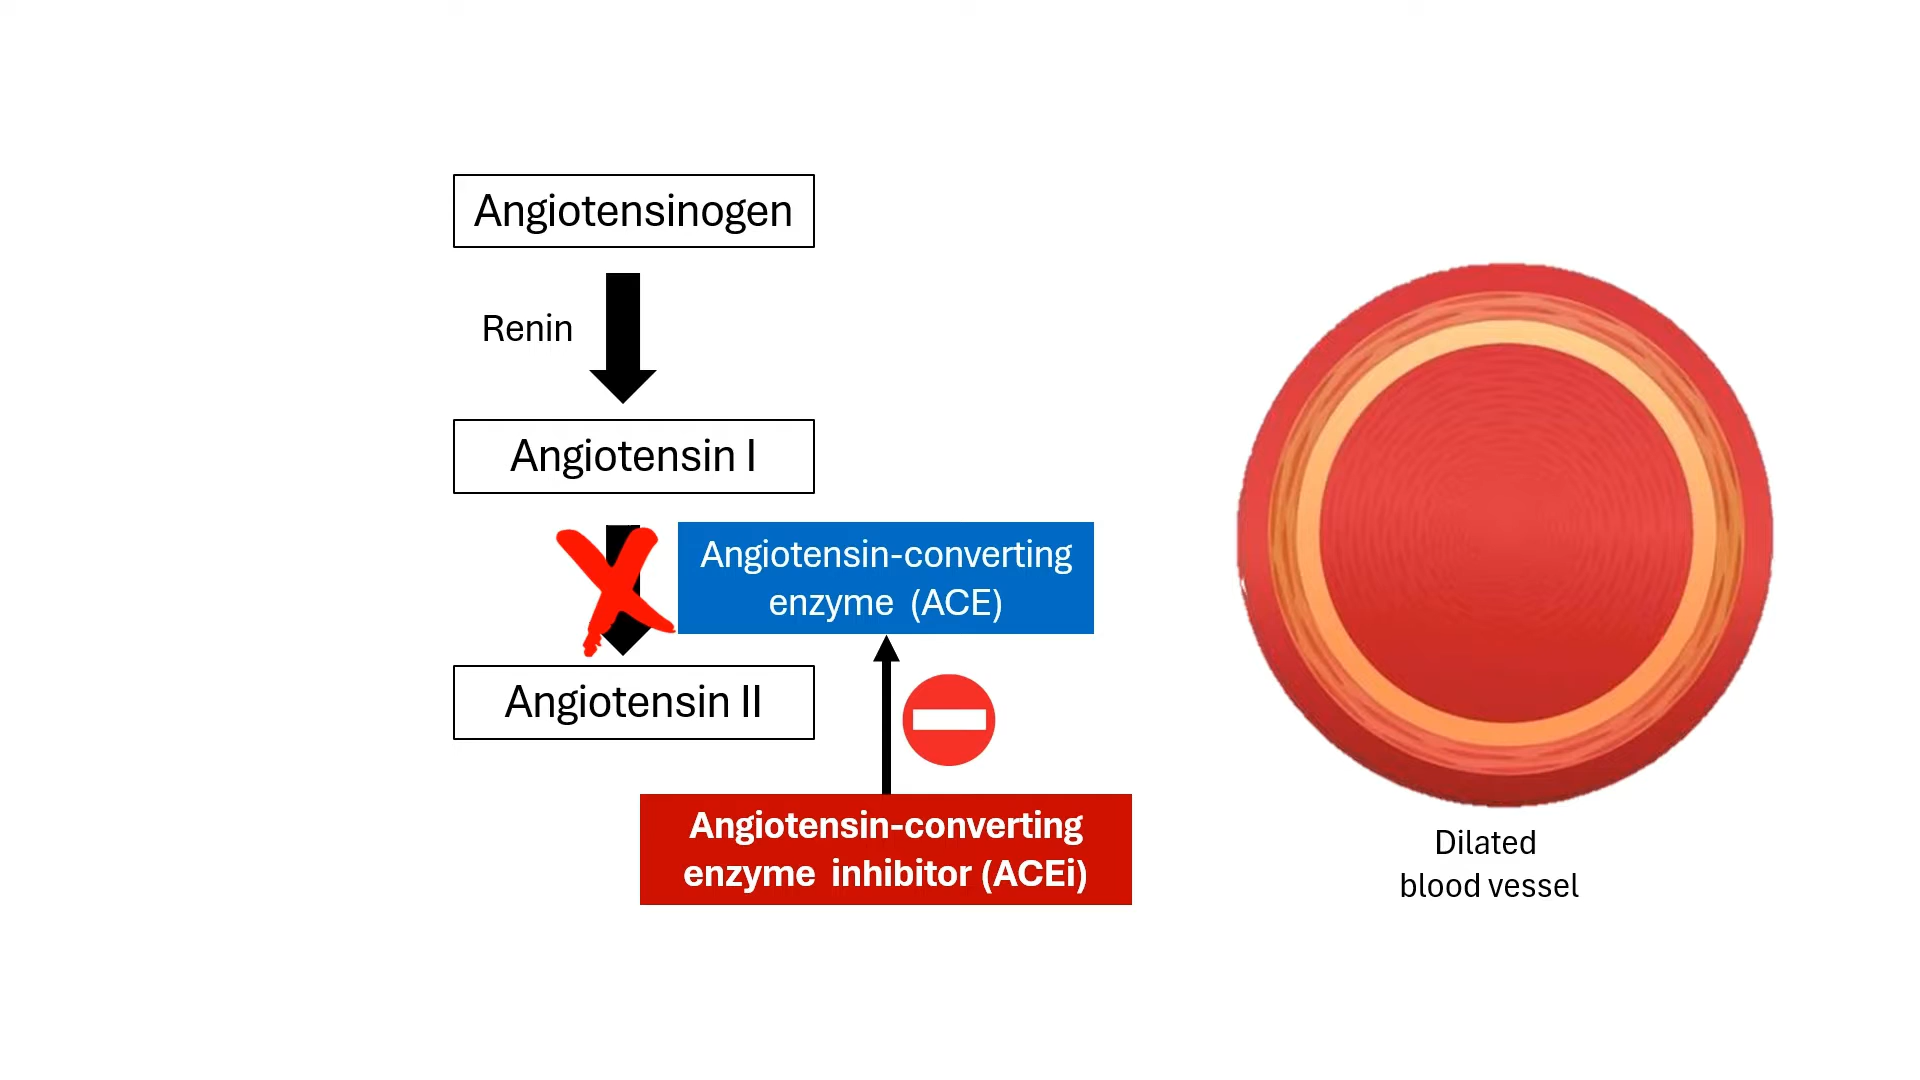 Angiotensinogen
Renin
Angiotensin I
Angiotensin-converting
enzyme (ACE)
Angiotensin II
Angiotensin-converting
enzyme inhibitor (ACEi)
Dilated
blood vessel